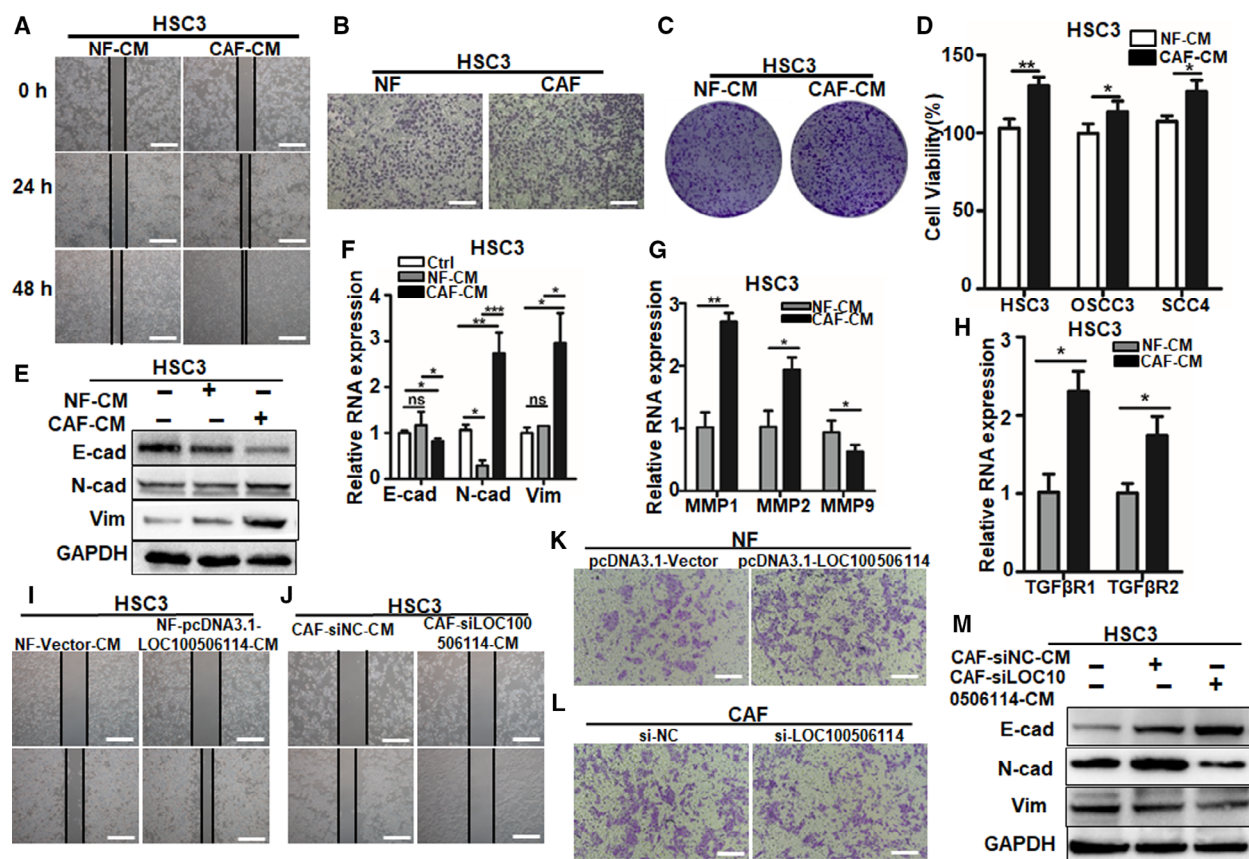 A
HSC3
NF-CM CAF-CM
0 h
24 h
48 h
B
HSC3
NF CAF
C
HSC3
NF-CM CAF-CM
D
HSC3
NF-CM
CAF-CM
Cell Viability(%)
150
100
50
0
** * *
HSC3 OSCC3 SCC4
E
HSC3
NF-CM − + −
CAF-CM − − +
E-cad
N-cad
Vim
GAPDH
F
HSC3
Ctrl
NF-CM
CAF-CM
Relative RNA expression
4
3
2
1
0
ns * *
* ** ***
ns * *
E-cad N-cad Vim
G
HSC3
NF-CM
CAF-CM
Relative RNA expression
3
2
1
0
** * *
MMP1 MMP2 MMP9
H
HSC3
NF-CM
CAF-CM
Relative RNA expression
3
2
1
0
* *
TGFβR1 TGFβR2
I
HSC3
NF-Vector-CM NF-pcDNA3.1-
LOC100506114-CM
J
HSC3
CAF-siNC-CM CAF-siLOC100
506114-CM
K
NF
pcDNA3.1-Vector pcDNA3.1-LOC100506114
L
CAF
si-NC si-LOC100506114
M
HSC3
CAF-siNC-CM − + −
CAF-siLOC10
0506114-CM − − +
E-cad
N-cad
Vim
GAPDH